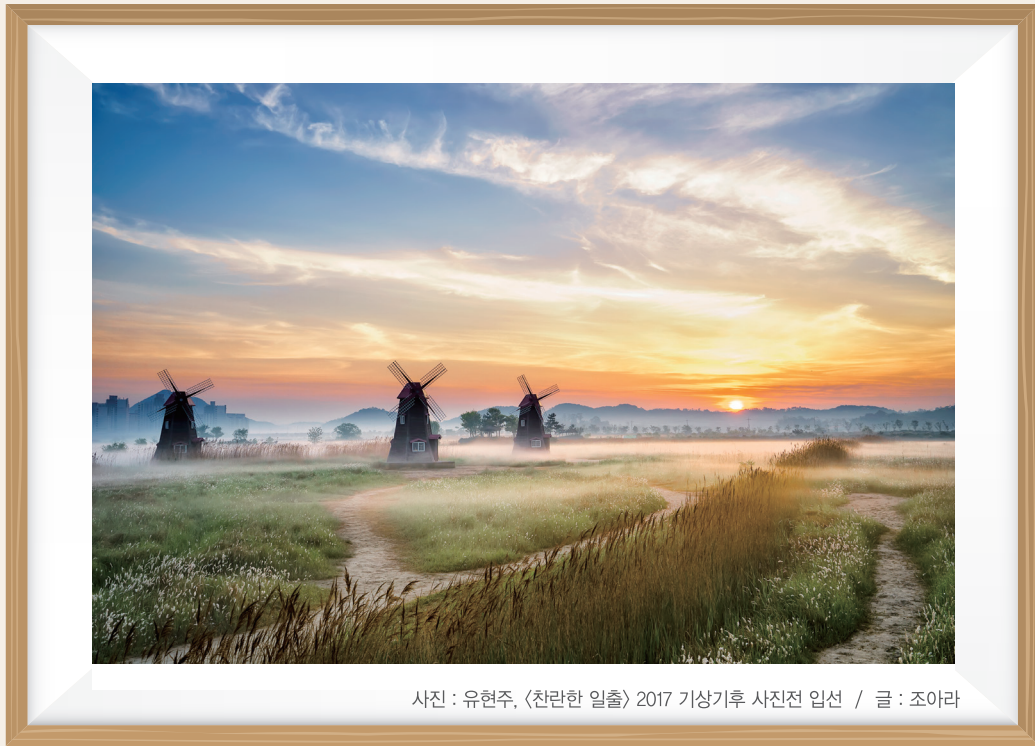 사진 : 유현주, 〈찬란한 일출〉 2017 기상기후 사진전 입선 / 글 : 조아라